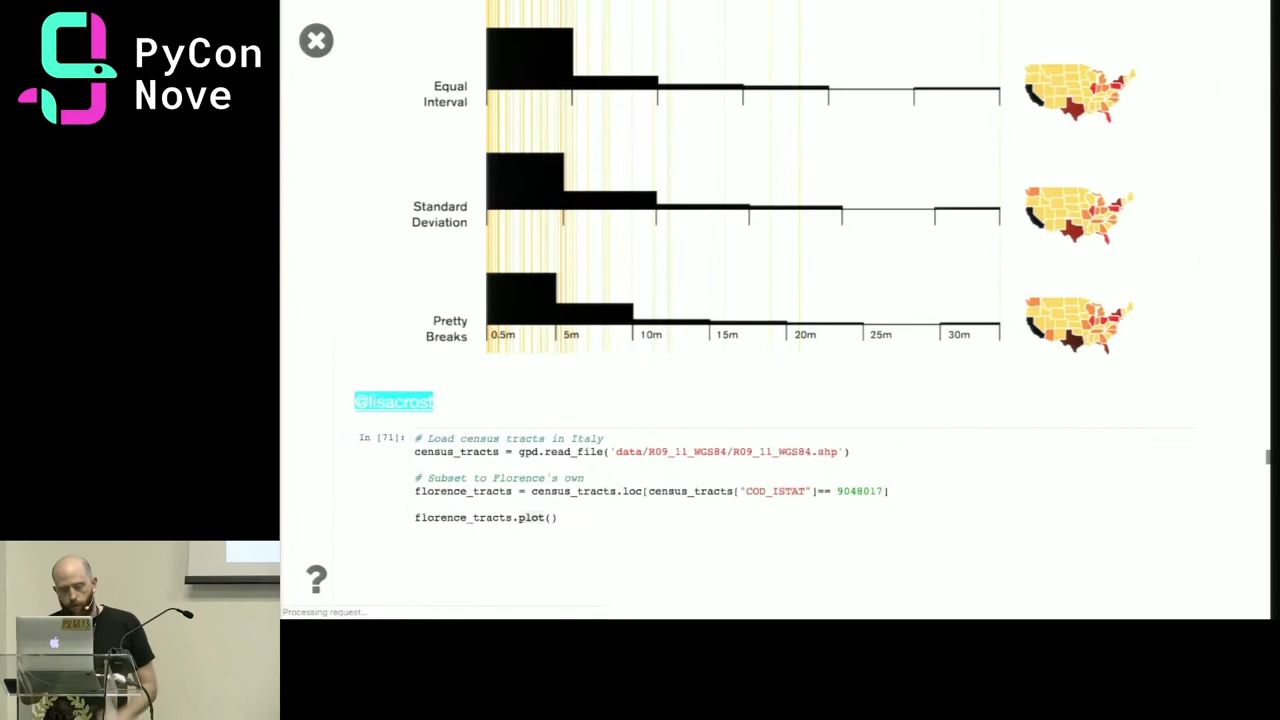 PyCon
Nove
Equal
Interval
Standard
Deviation
Pretty
Breaks
0.5m 5m 10m 15m 20m 25m 30m
@lisacrost
In [71]:
# Load census tracts in Italy
census_tracts = gpd.read_file('data/R09_11_WGS84/R09_11_WGS84.shp')
# Subset to Florence's own
florence_tracts = census_tracts.loc[census_tracts["COD_ISTAT"]== 9048017]
florence_tracts.plot()
?
Processing request...